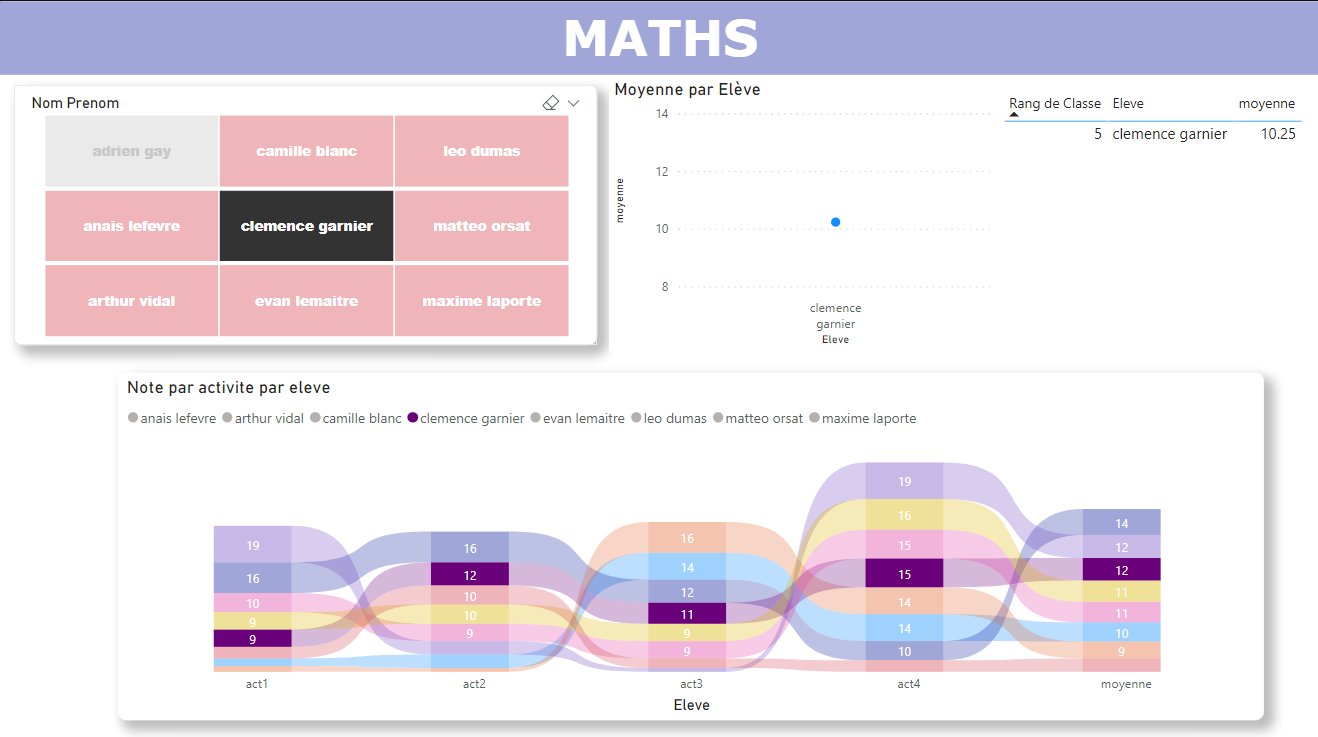 MATHS
Nom Prenom
adrien gay camille blanc leo dumas
anais lefevre clemence garnier matteo orsat
arthur vidal evan lemaitre maxime laporte
Moyenne par Elève
14
12
10
8
moyenne
clemence
garnier
Eleve
Rang de Classe Eleve moyenne
5 clemence garnier 10.25
Note par activite par eleve
anais lefevre arthur vidal camille blanc clemence garnier evan lemaitre leo dumas matteo orsat maxime laporte
19
16
10
9
9
16
12
10
10
9
16
14
12
11
9
9
19
16
15
15
14
14
10
14
12
12
11
11
10
9
act1 act2 act3 act4 moyenne
Eleve